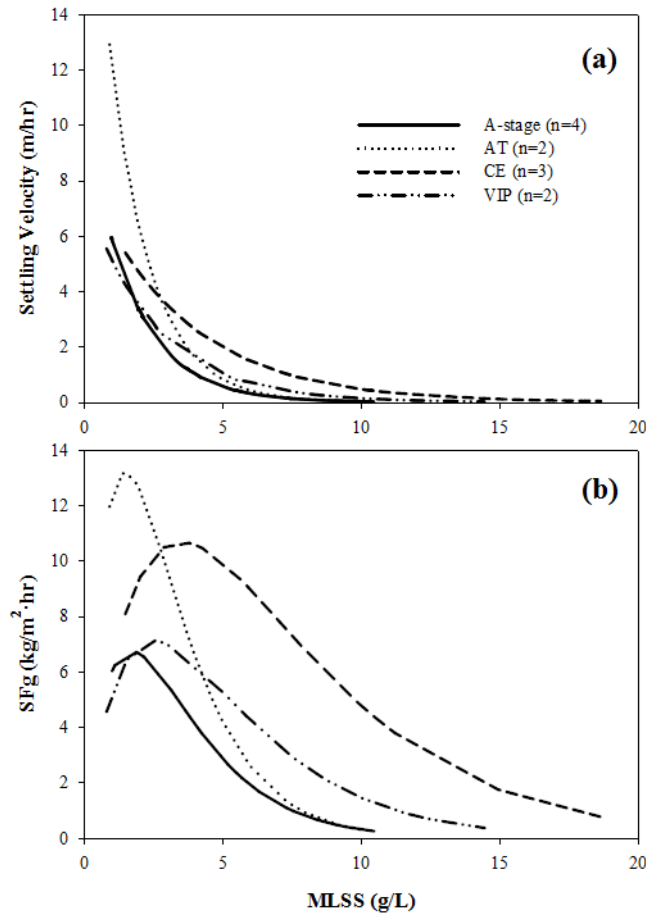 14
12
10
8
6
4
2
0
Settling Velocity (m/hr)
(a)
A-stage (n=4)
AT (n=2)
CE (n=3)
VIP (n=2)
0 5 10 15 20
14
12
10
8
6
4
2
0
SFg (kg/m²·hr)
(b)
0 5 10 15 20
MLSS (g/L)